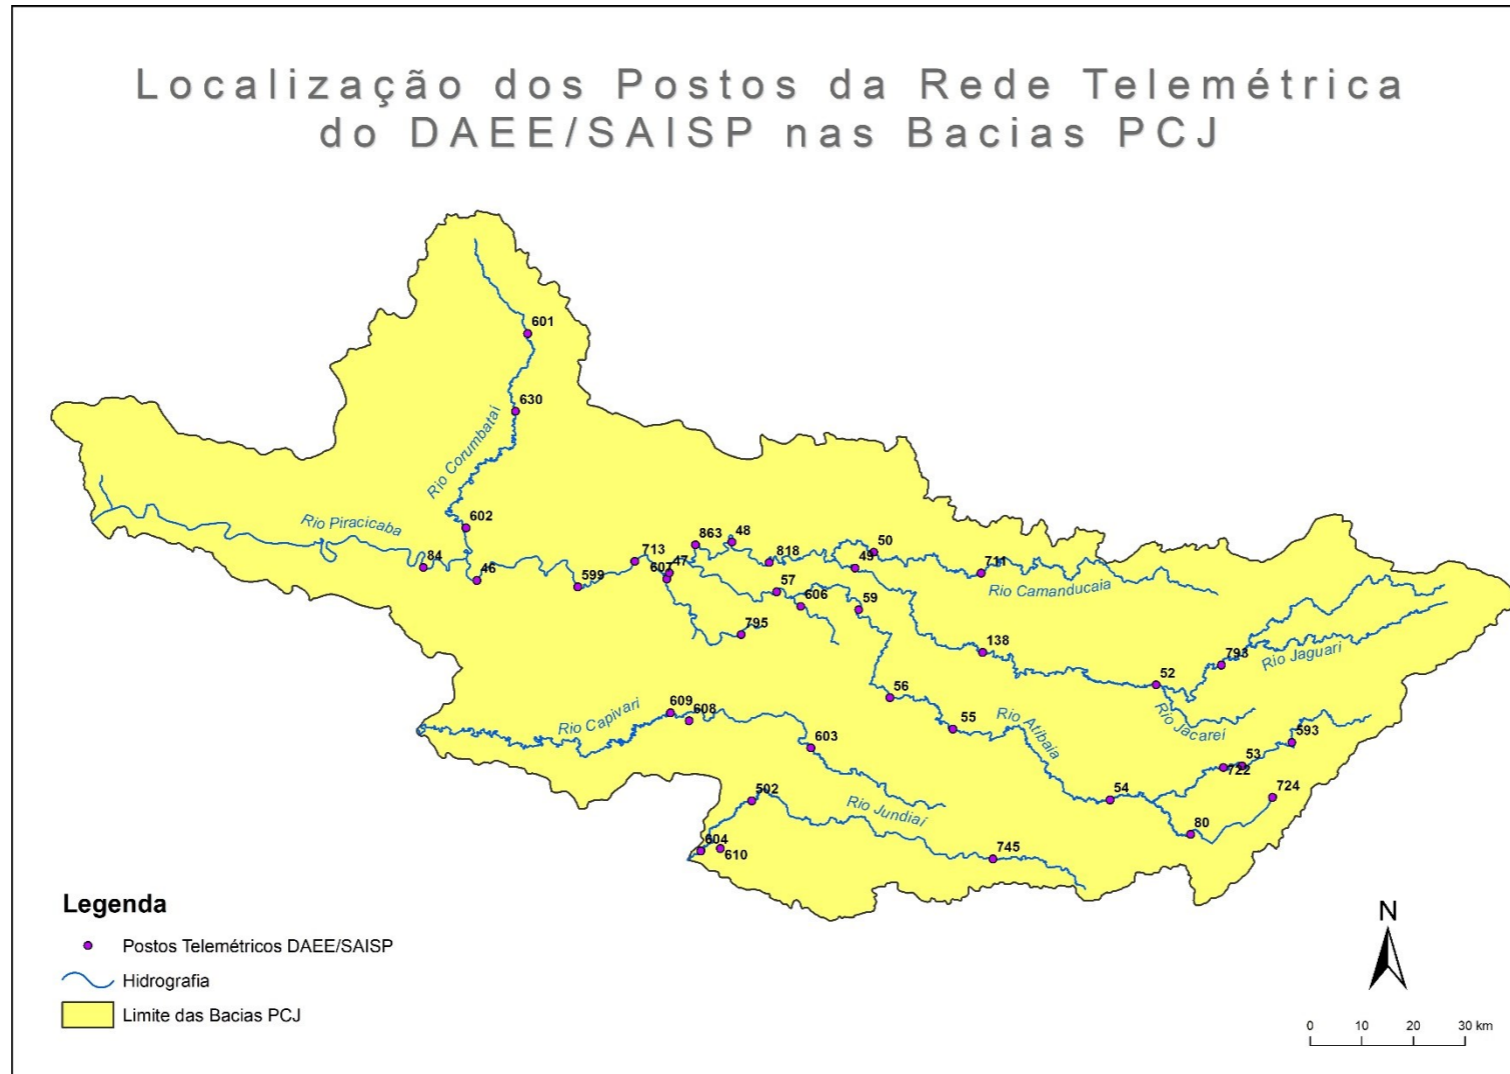 Localização dos Postos da Rede Telemétrica
do DAEE/SAISP nas Bacias PCJ
601
630
Rio Corumbataí
602
Rio Piracicaba
84
46
599
713
607
47
863
48
818
50
49
711
Rio Camanducaia
57
606
59
795
138
793
Rio Jaguari
52
Rio Jacareí
56
55
Rio Atibaia
609
608
Rio Capivari
603
593
53
722
724
54
80
502
Rio Jundiaí
604
610
745
Legenda
Postos Telemétricos DAEE/SAISP
Hidrografia
Limite das Bacias PCJ
N
0 10 20 30 km